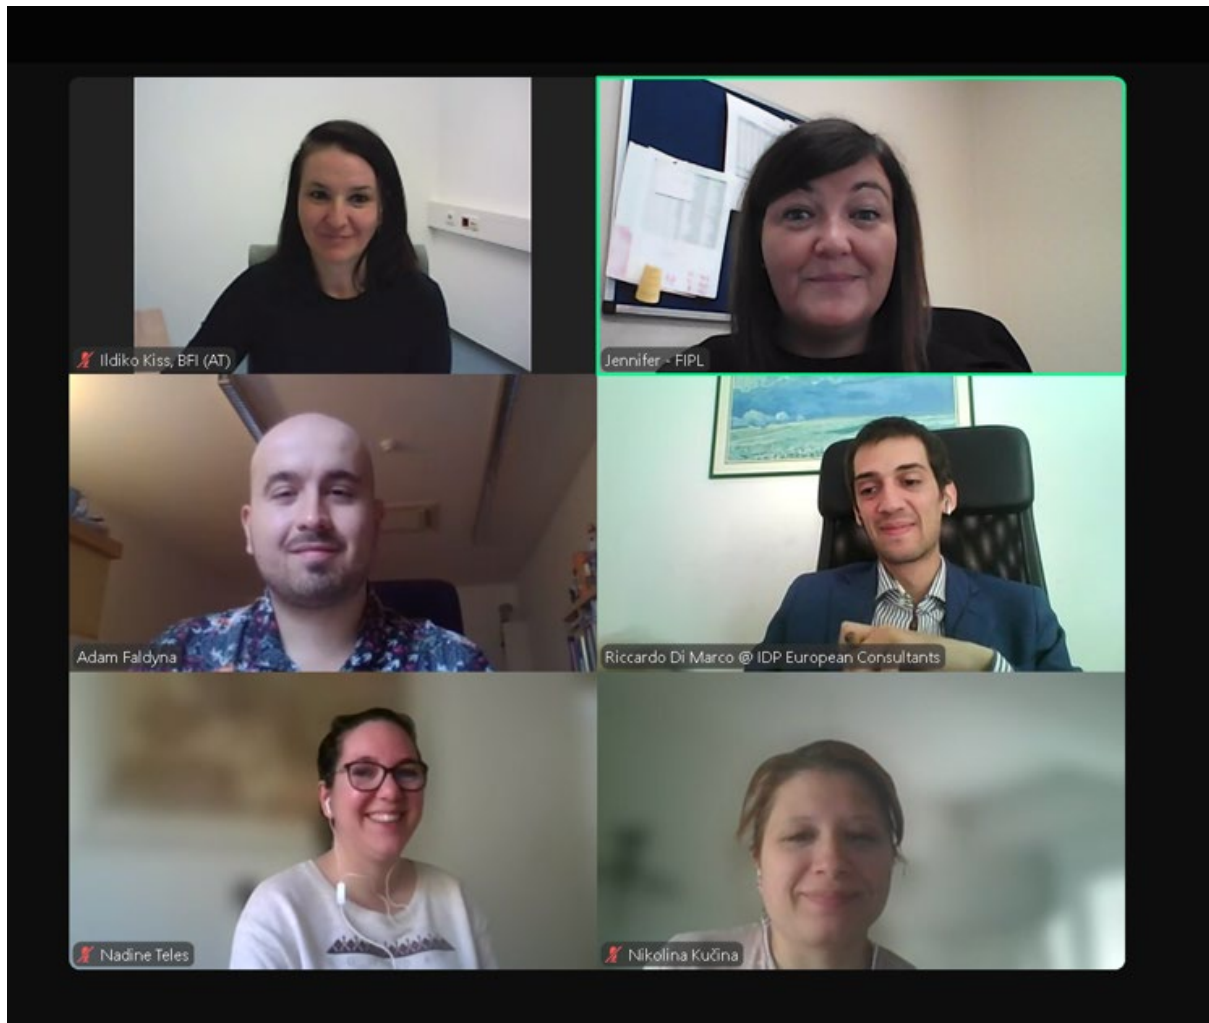 Ildiko Kiss, BFI (AT)
Jennifer - FIPL
Adam Faldyna
Riccardo Di Marco @ IDP European Consultants
Nadine Teles
Nikolina Kučina